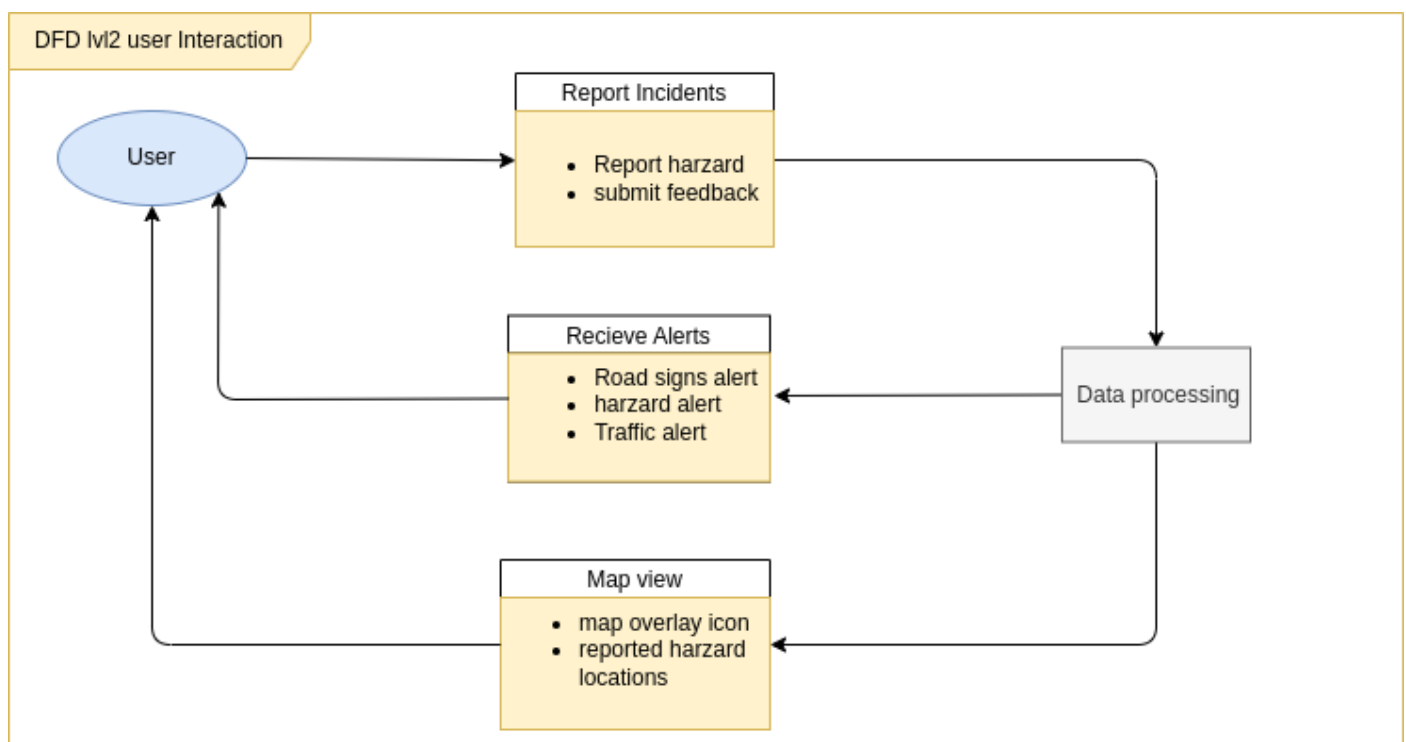 DFD lvl2 user Interaction
User
Report Incidents
Report harzard
submit feedback
Recieve Alerts
Road signs alert
harzard alert
Traffic alert
Data processing
Map view
map overlay icon
reported harzard
locations